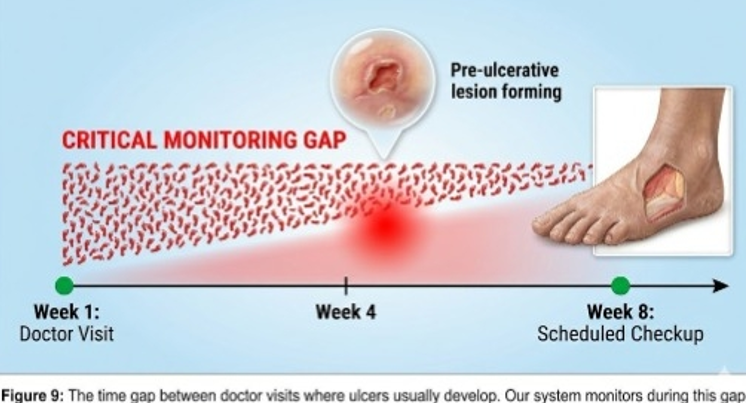 Pre-ulcerative
lesion forming
CRITICAL MONITORING GAP
Week 1:
Doctor Visit
Week 4
Week 8:
Scheduled Checkup
Figure 9: The time gap between doctor visits where ulcers usually develop. Our system monitors during this gap